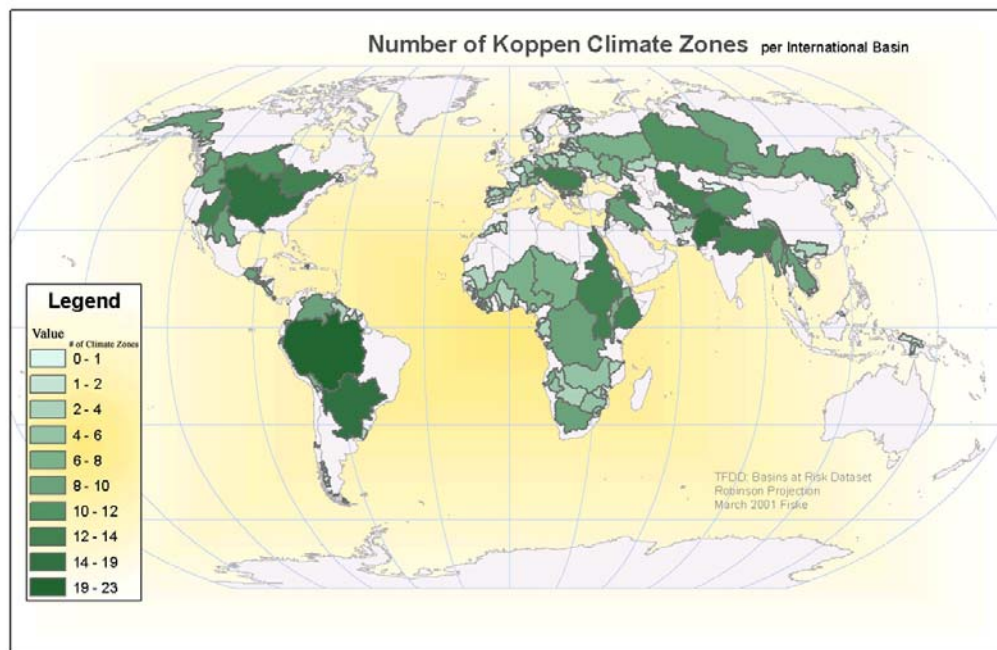 Number of Koppen Climate Zones per International Basin
Legend
Value
# of Climate Zones
0 - 1
1 - 2
2 - 4
4 - 6
6 - 8
8 - 10
10 - 12
12 - 14
14 - 19
19 - 23
TFDD: Basins at Risk Dataset
Robinson Projection
March 2001 Fiske